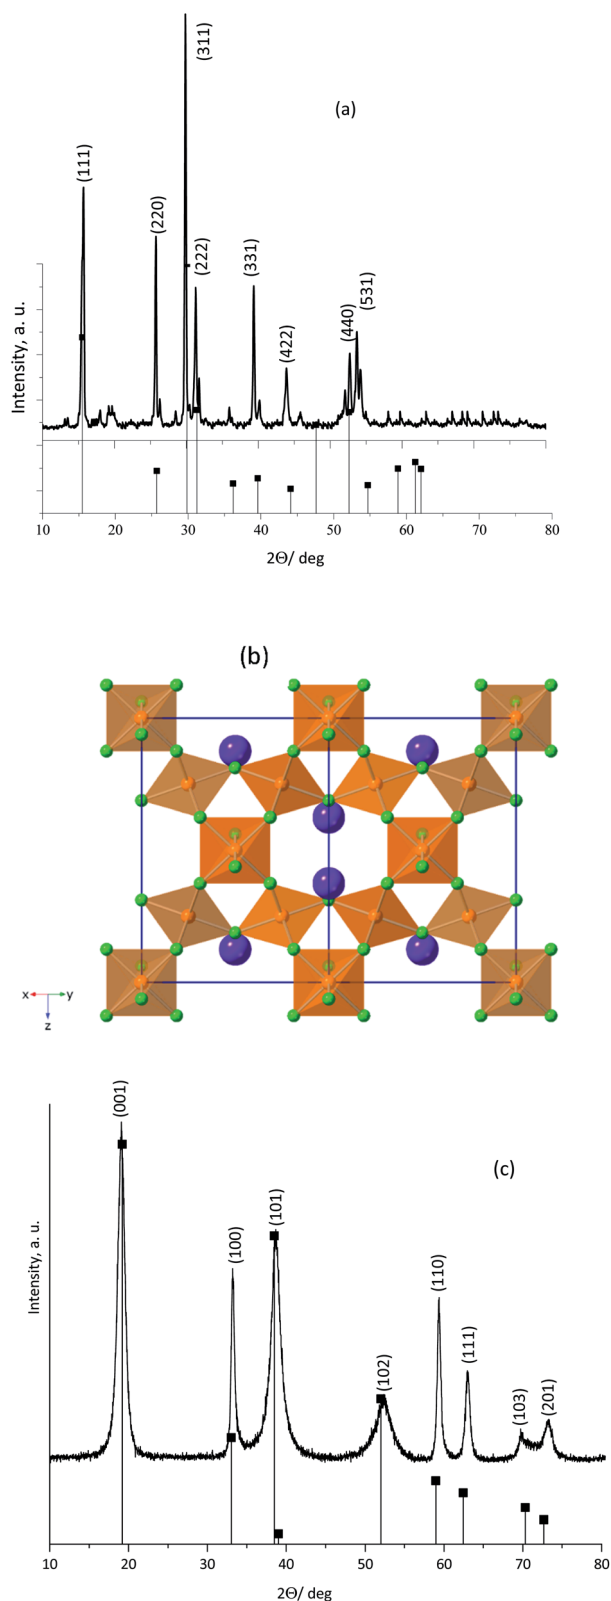 (311)
(a)
(111)
(220)
(222)
(331)
(422)
(440)
(531)
Intensity, a. u.
10 20 30 40 50 60 70 80
2Θ/ deg
(b)
x y
z
(001)
(c)
(101)
(100)
(110)
(102)
(111)
(103)
(201)
Intensity, a. u.
10 20 30 40 50 60 70 80
2Θ/ deg